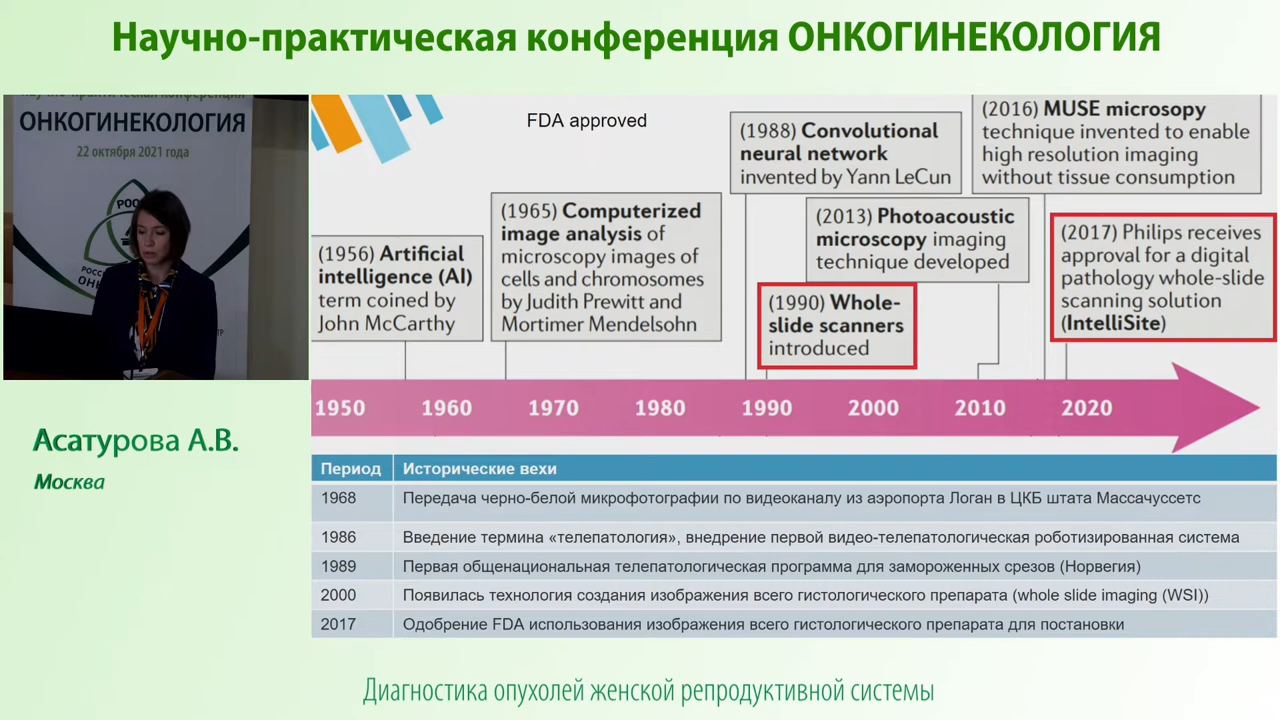 Научно-практическая конференция ОНКОГИНЕКОЛОГИЯ
научно-практическая конференция
ОНКОГИНЕКОЛОГИЯ
22 октября 2021 года
FDA approved
(1956) Artificial
intelligence (AI)
term coined by
John McCarthy
(1965) Computerized
image analysis of
microscopy images of
cells and chromosomes
by Judith Prewitt and
Mortimer Mendelsohn
(1988) Convolutional
neural network
invented by Yann LeCun
(1990) Whole-
slide scanners
introduced
(2013) Photoacoustic
microscopy imaging
technique developed
(2016) MUSE microsopy
technique invented to enable
high resolution imaging
without tissue consumption
(2017) Philips receives
approval for a digital
pathology whole-slide
scanning solution
(IntelliSite)
1950 1960 1970 1980 1990 2000 2010 2020
Асатурова А.В.
Москва
Период Исторические вехи
1968 Передача черно-белой микрофотографии по видеоканалу из аэропорта Логан в ЦКБ штата Массачуссетс
1986 Введение термина «телепатология», внедрение первой видео-телепатологическая роботизированная система
1989 Первая общенациональная телепатологическая программа для замороженных срезов (Норвегия)
2000 Появилась технология создания изображения всего гистологического препарата (whole slide imaging (WSI))
2017 Одобрение FDA использования изображения всего гистологического препарата для постановки
Диагностика опухолей женской репродуктивной системы